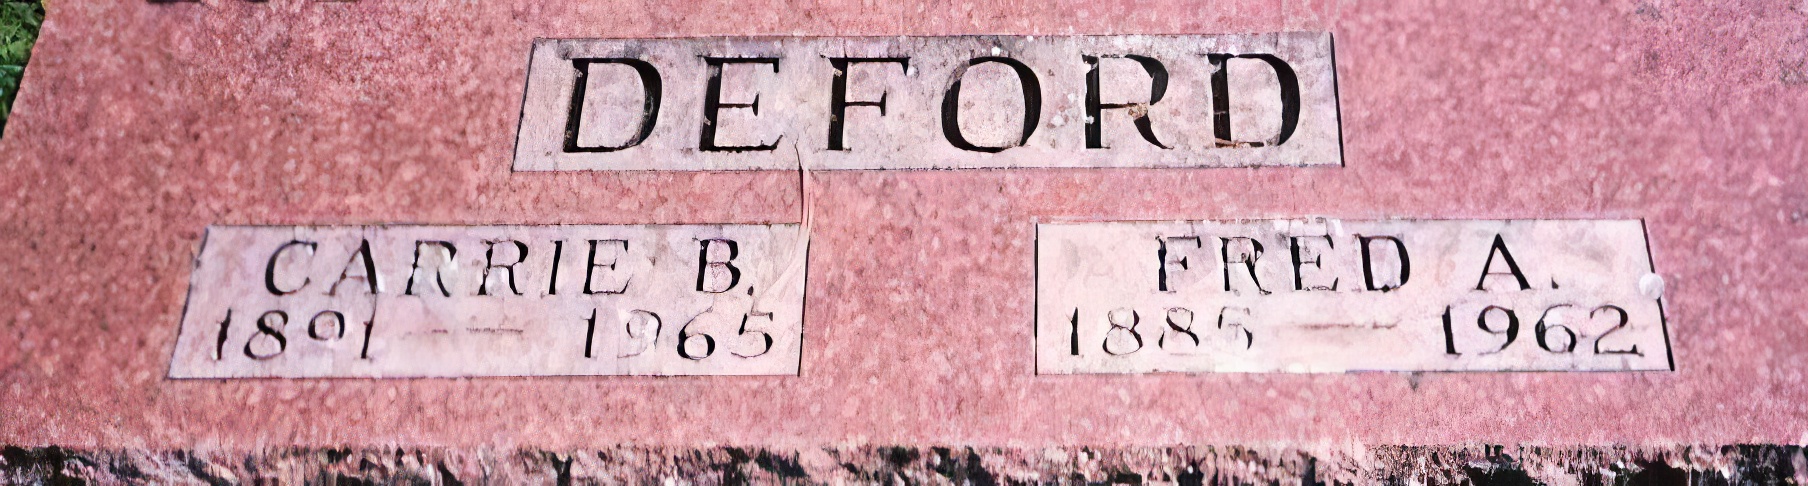 DEFORD
CARRIE B.
1891 — 1965
FRED A.
1885 — 1962